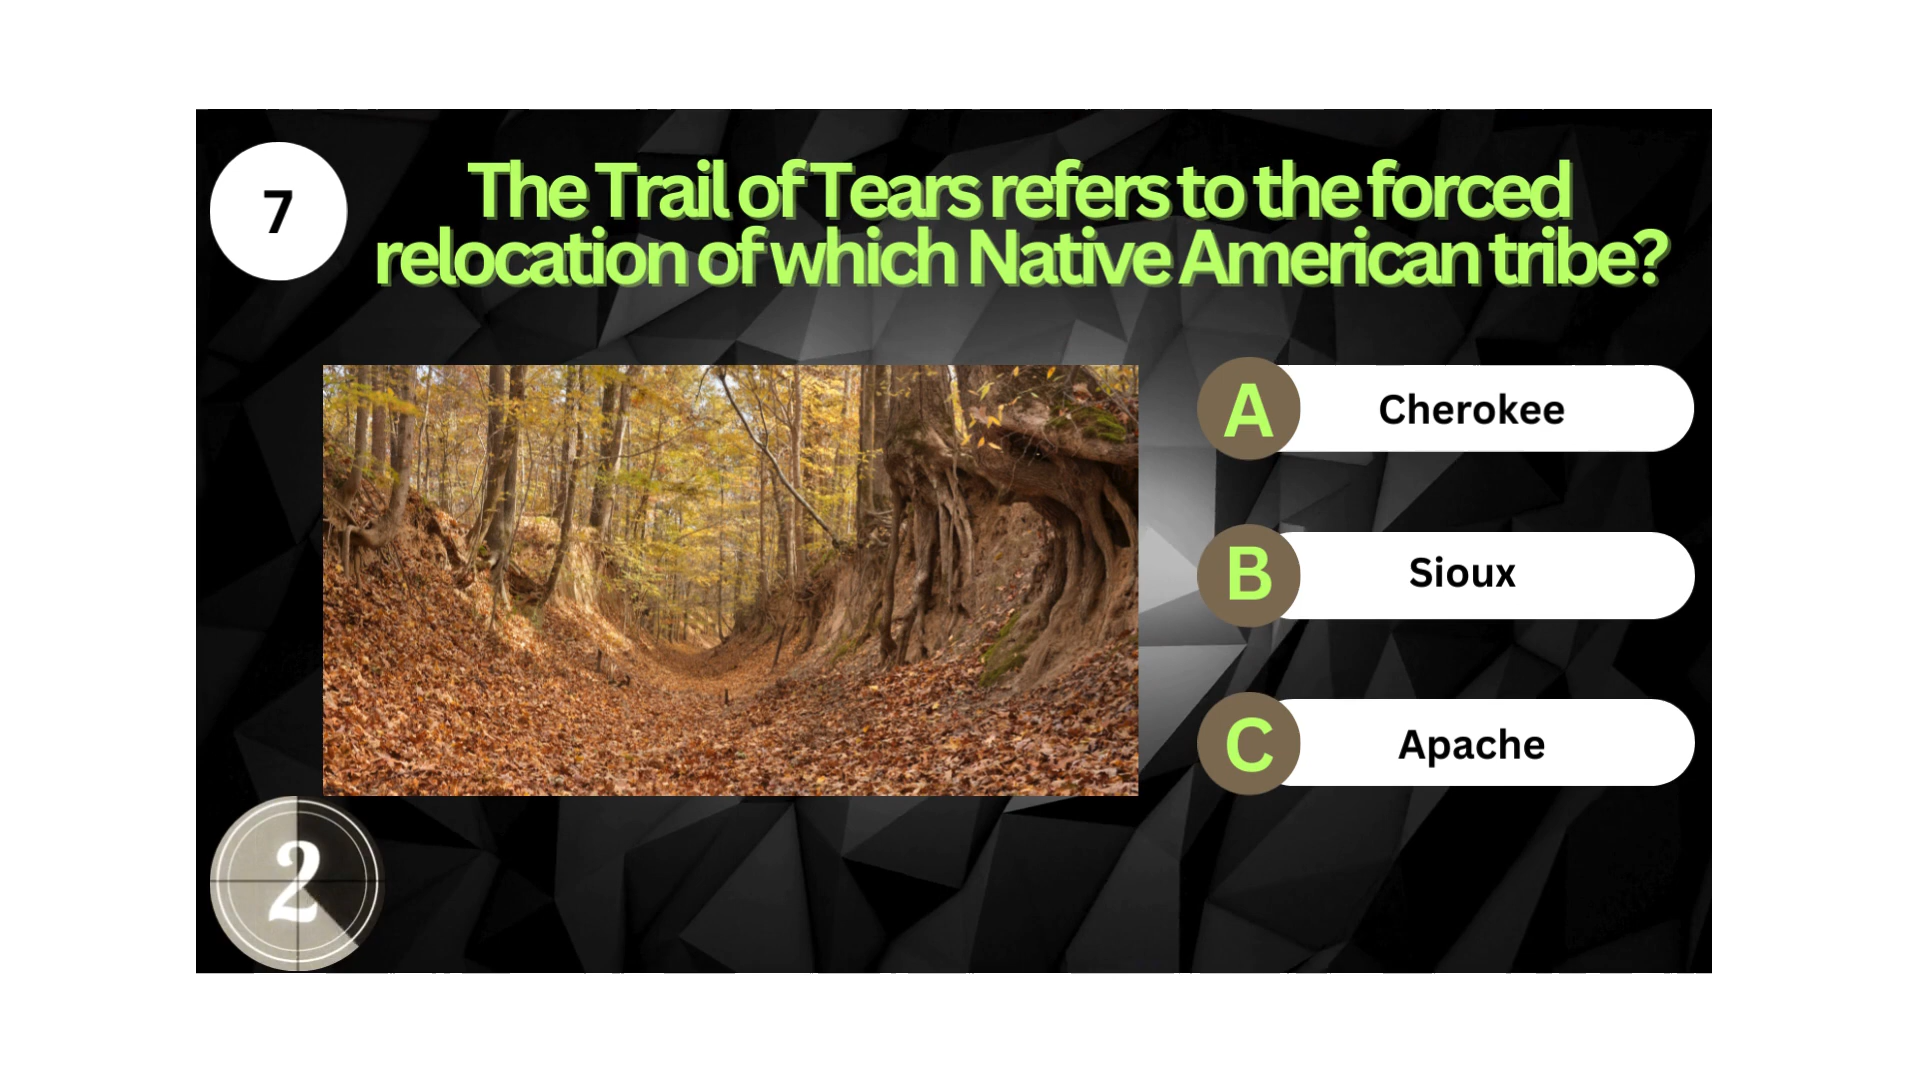 7
The Trail of Tears refers to the forced
relocation of which Native American tribe?
A Cherokee
B Sioux
C Apache
2